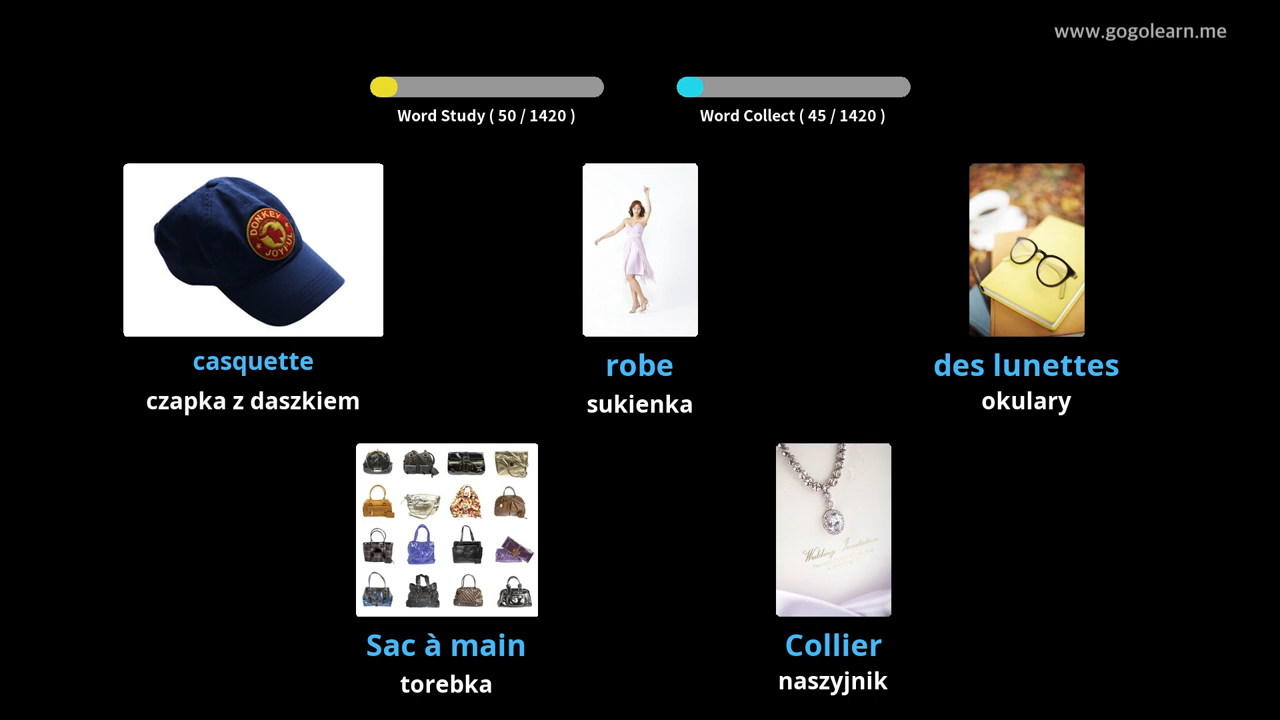 www.gogolearn.me
Word Study ( 50 / 1420 )
Word Collect ( 45 / 1420 )
DONKEY
JOYFUL
casquette
robe
des lunettes
czapka z daszkiem
sukienka
okulary
Wedding Invitation
Sac à main
Collier
torebka
naszyjnik